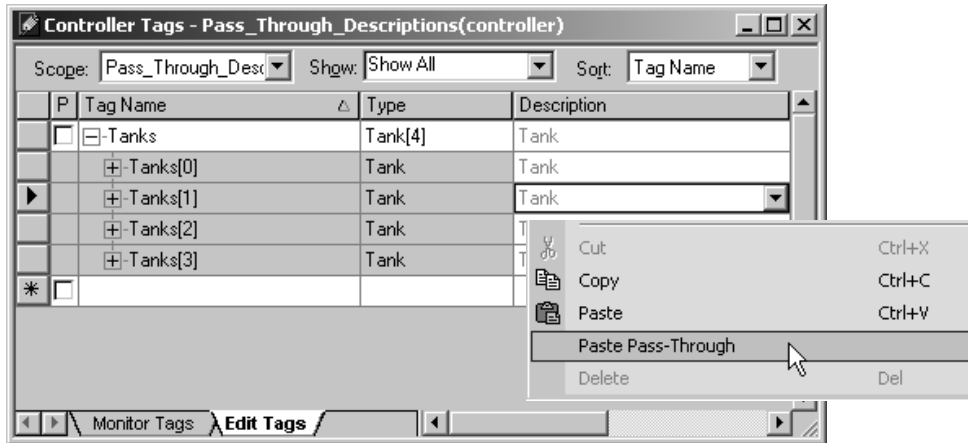 Controller Tags - Pass_Through_Descriptions(controller)
Scope: Pass_Through_Desc Show: Show All Sort: Tag Name
P Tag Name Type Description
Tanks Tank[4] Tank
Tanks[0] Tank Tank
Tanks[1] Tank Tank
Tanks[2] Tank T
Tanks[3] Tank T
Cut Ctrl+X
Copy Ctrl+C
Paste Ctrl+V
Paste Pass-Through
Delete Del
Monitor Tags Edit Tags